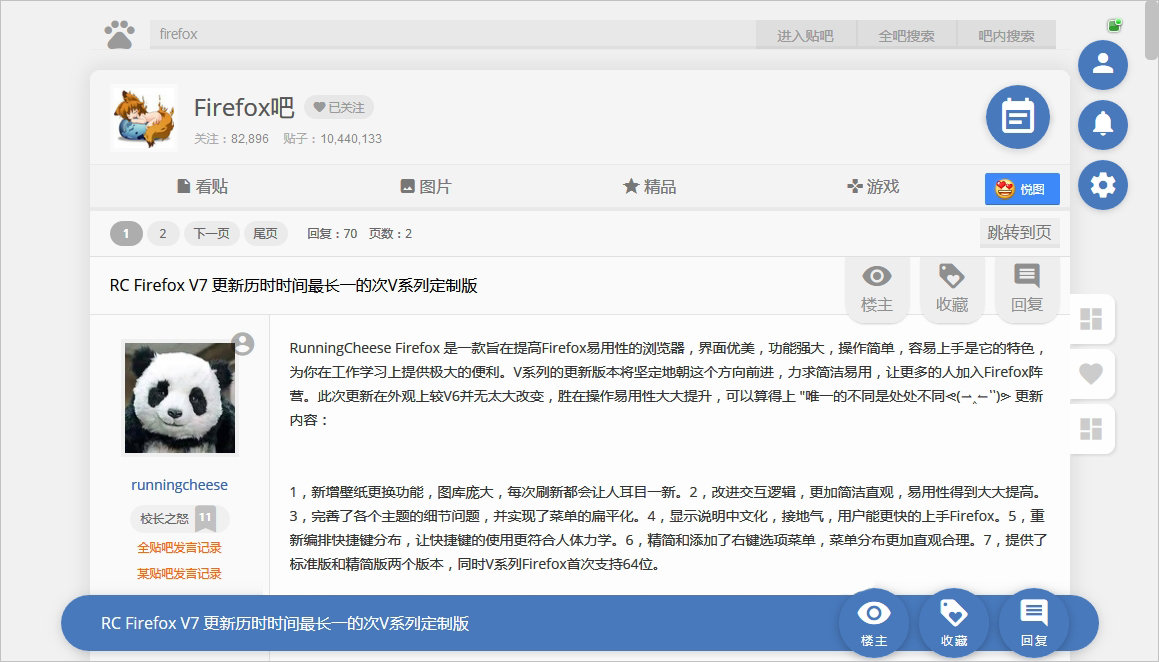 firefox 进入贴吧 全吧搜索 吧内搜索
Firefox吧 已关注
关注：82,896 贴子：10,440,133
看贴 图片 精品 游戏 悦图
1 2 下一页 尾页 回复：70 页数：2 跳转到页
RC Firefox V7 更新历时时间最长一的次V系列定制版
楼主 收藏 回复
RunningCheese Firefox 是一款旨在提高Firefox易用性的浏览器，界面优美，功能强大，操作简单，容易上手是它的特色，
为你在工作学习上提供极大的便利。V系列的更新版本将坚定地朝这个方向前进，力求简洁易用，让更多的人加入Firefox阵
营。此次更新在外观上较V6并无太大改变，胜在操作易用性大大提升，可以算得上 "唯一的不同是处处不同 更新
内容：
1，新增壁纸更换功能，图库庞大，每次刷新都会让人耳目一新。2，改进交互逻辑，更加简洁直观，易用性得到大大提高。
3，完善了各个主题的细节问题，并实现了菜单的扁平化。4，显示说明中文化，接地气，用户能更快的上手Firefox。5，重
新编排快捷键分布，让快捷键的使用更符合人体力学。6，精简和添加了右键选项菜单，菜单分布更加直观合理。7，提供了
标准版和精简版两个版本，同时V系列Firefox首次支持64位。
runningcheese
校长之怒 11
全贴吧发言记录
某贴吧发言记录
RC Firefox V7 更新历时时间最长一的次V系列定制版
楼主 收藏 回复